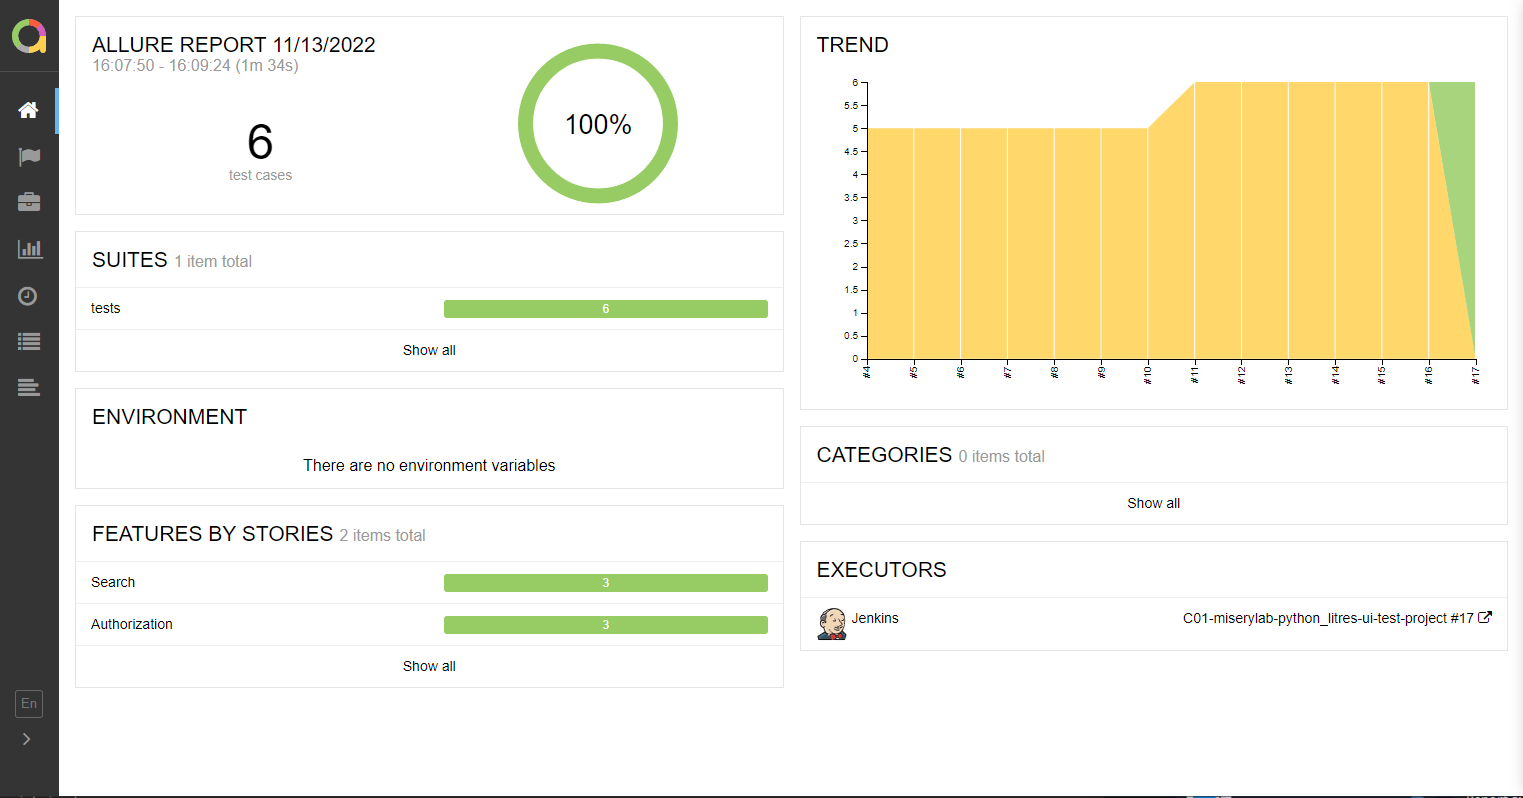 ALLURE REPORT 11/13/2022
16:07:50 - 16:09:24 (1m 34s)
6
test cases
100%
SUITES 1 item total
tests 6
Show all
ENVIRONMENT
There are no environment variables
FEATURES BY STORIES 2 items total
Search 3
Authorization 3
Show all
En
TREND
6
5.5
5
4.5
4
3.5
3
2.5
2
1.5
1
0.5
0
#4 #5 #6 #7 #8 #9 #10 #11 #12 #13 #14 #15 #16 #17
CATEGORIES 0 items total
Show all
EXECUTORS
Jenkins C01-miserylab-python_litres-ui-test-project #17